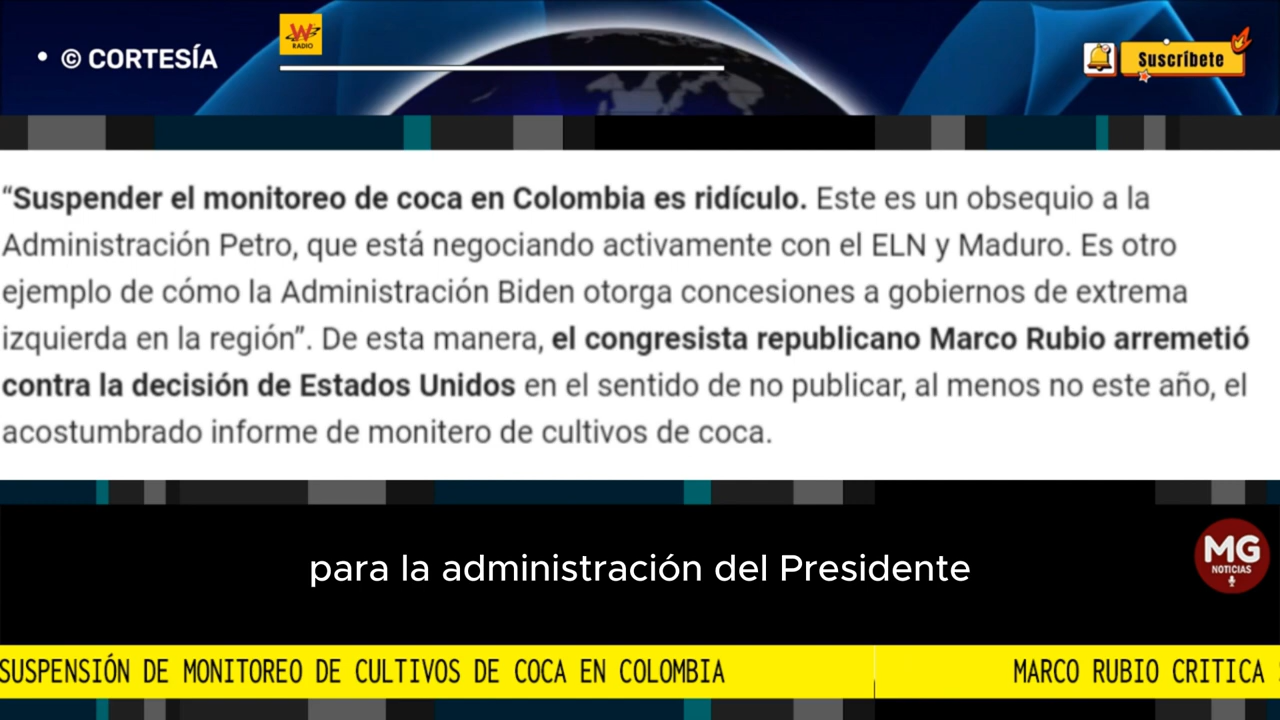 • © CORTESÍA
W
RADIO
Suscríbete
“Suspender el monitoreo de coca en Colombia es ridículo. Este es un obsequio a la
Administración Petro, que está negociando activamente con el ELN y Maduro. Es otro
ejemplo de cómo la Administración Biden otorga concesiones a gobiernos de extrema
izquierda en la región”. De esta manera, el congresista republicano Marco Rubio arremetió
contra la decisión de Estados Unidos en el sentido de no publicar, al menos no este año, el
acostumbrado informe de monitero de cultivos de coca.
para la administración del Presidente
MG
NOTICIAS
SUSPENSIÓN DE MONITOREO DE CULTIVOS DE COCA EN COLOMBIA MARCO RUBIO CRITICA